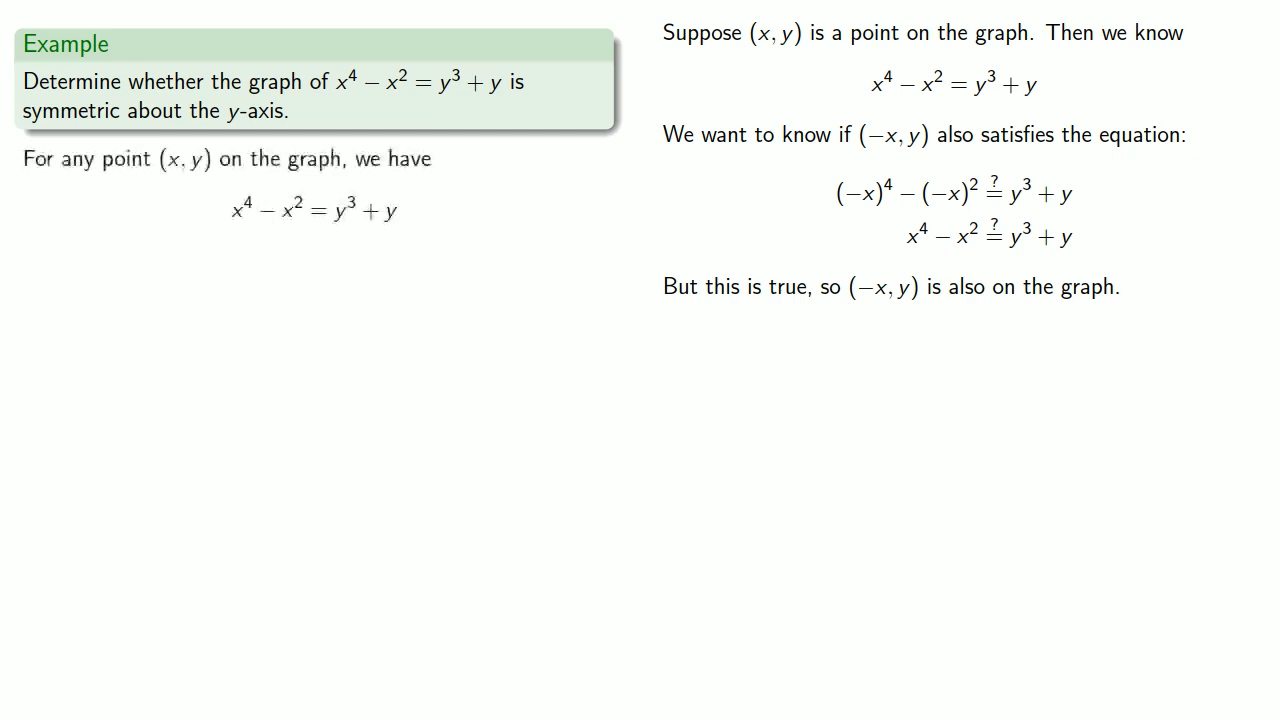 Example
Determine whether the graph of x⁴ − x² = y³ + y is
symmetric about the y-axis.
For any point (x, y) on the graph, we have
x⁴ − x² = y³ + y
Suppose (x, y) is a point on the graph. Then we know
x⁴ − x² = y³ + y
We want to know if (−x, y) also satisfies the equation:
(−x)⁴ − (−x)² ≟ y³ + y
x⁴ − x² ≟ y³ + y
But this is true, so (−x, y) is also on the graph.